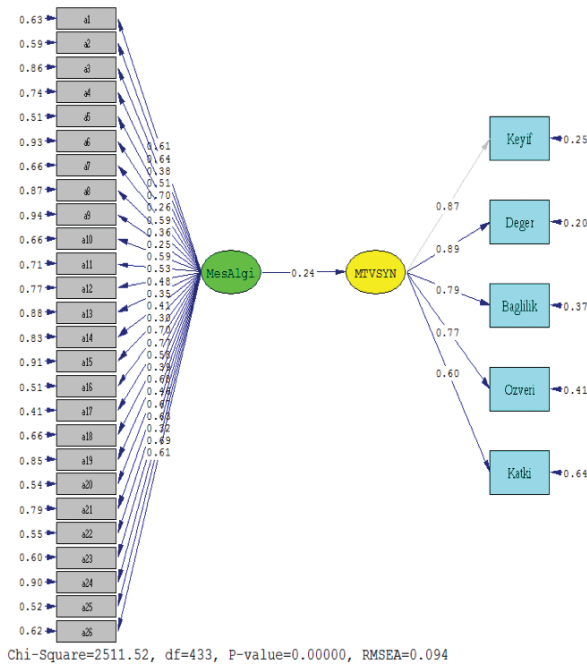 0.63 a1
0.59 a2
0.86 a3
0.74 a4
0.51 a5
0.93 a6
0.66 a7
0.87 a8
0.94 a9
0.66 a10
0.71 a11
0.77 a12
0.88 a13
0.83 a14
0.91 a15
0.51 a16
0.41 a17
0.66 a18
0.85 a19
0.54 a20
0.79 a21
0.55 a22
0.60 a23
0.90 a24
0.52 a25
0.62 a26
0.61
0.64
0.38
0.51
0.70
0.26
0.59
0.36
0.25
0.59
0.53
0.48
0.35
0.41
0.30
0.70
0.77
0.58
0.39
0.68
0.46
0.67
0.63
0.32
0.69
0.61
MesAlgi
0.24
MTVSYN
0.87
0.89
0.79
0.77
0.60
Keyif 0.25
Deger 0.20
Baglilik 0.37
Ozveri 0.41
Katki 0.64
Chi-Square=2511.52, df=433, P-value=0.00000, RMSEA=0.094